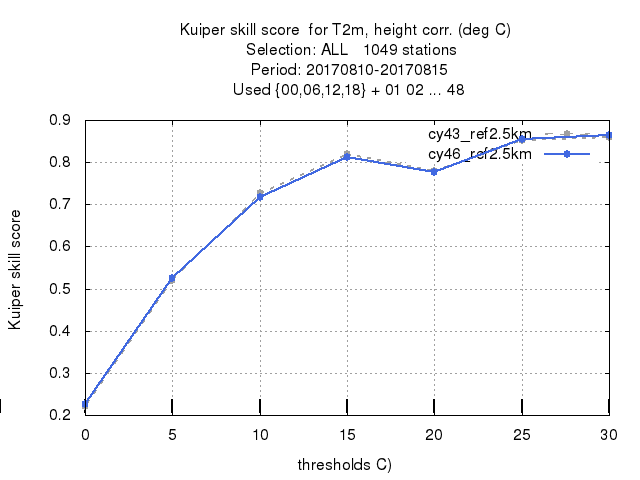 Kuiper skill score  for T2m, height corr. (deg C)
Selection: ALL   1049 stations
Period: 20170810-20170815
Used {00,06,12,18} + 01 02 ... 48
0.9
0.8
0.7
0.6
0.5
0.4
0.3
0.2
Kuiper skill score
cy43_ref2.5km
cy46_ref2.5km
0 5 10 15 20 25 30
thresholds C)